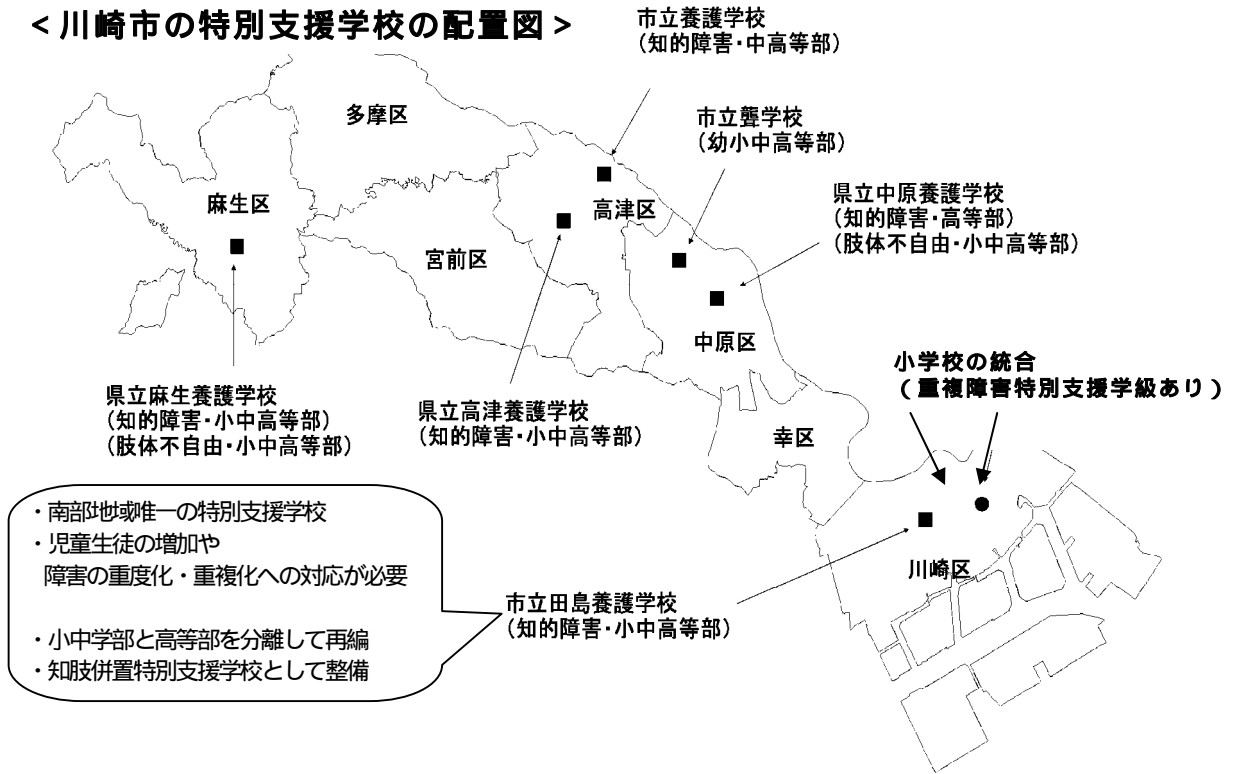 ＜川崎市の特別支援学校の配置図＞
市立養護学校
（知的障害・中高等部）
市立聾学校
（幼小中高等部）
県立中原養護学校
（知的障害・高等部）
（肢体不自由・小中高等部）
多摩区
麻生区
高津区
宮前区
中原区
幸区
川崎区
小学校の統合
（重複障害特別支援学級あり）
県立麻生養護学校
（知的障害・小中高等部）
（肢体不自由・小中高等部）
県立高津養護学校
（知的障害・小中高等部）
・南部地域唯一の特別支援学校
・児童生徒の増加や
障害の重度化・重複化への対応が必要
・小中学部と高等部を分離して再編
・知肢併置特別支援学校として整備
市立田島養護学校
（知的障害・小中高等部）